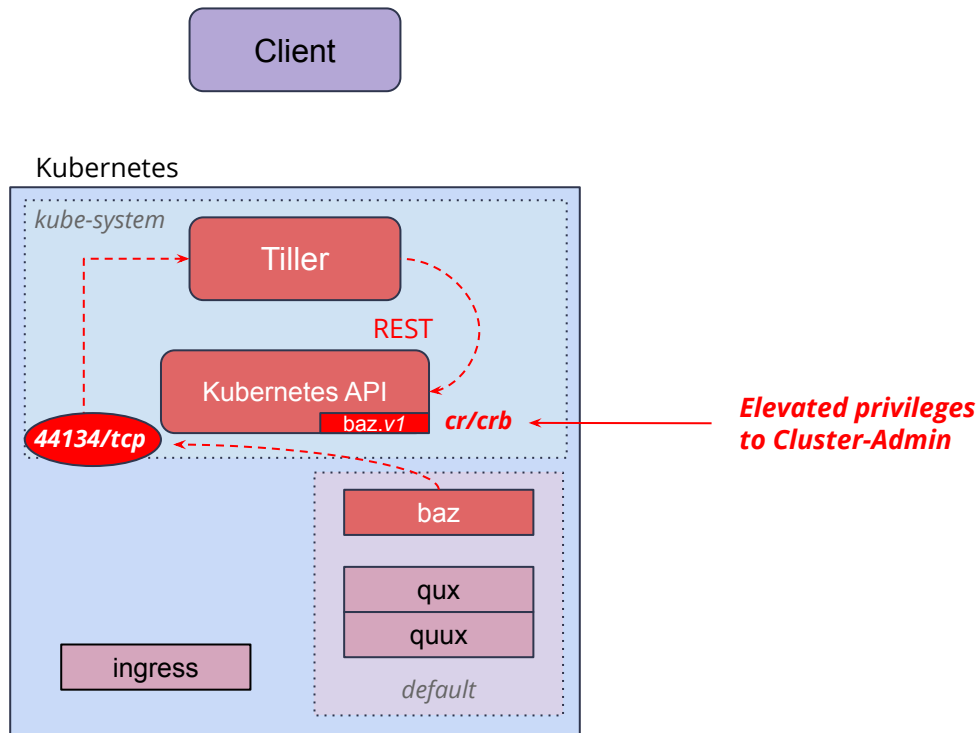 Client
Kubernetes
kube-system
Tiller
REST
Kubernetes API
baz.v1
cr/crb
Elevated privileges
to Cluster-Admin
44134/tcp
baz
qux
quux
ingress
default